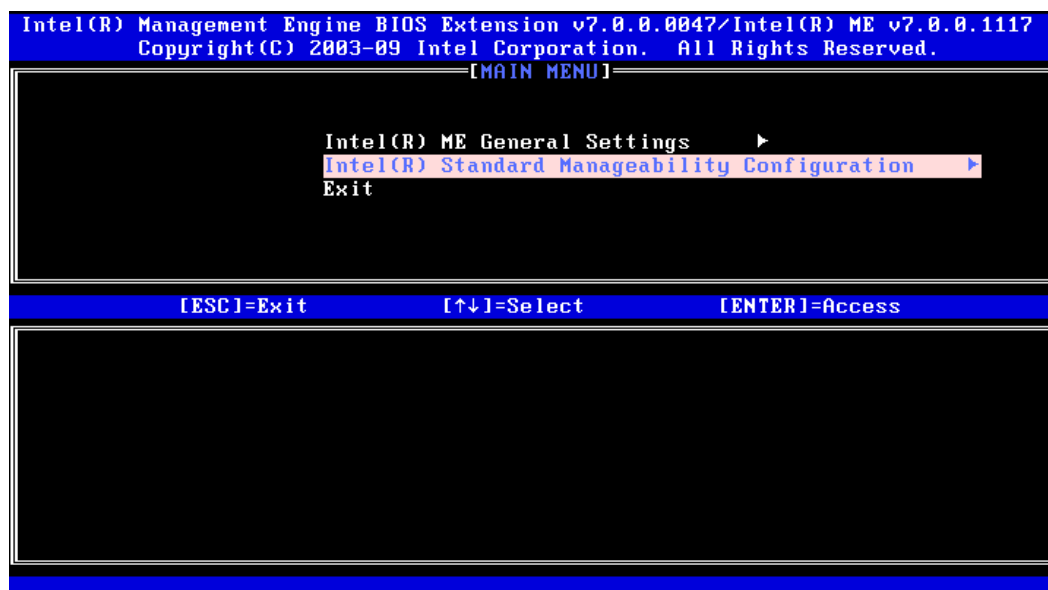 Intel(R) Management Engine BIOS Extension v7.0.0.0047/Intel(R) ME v7.0.0.1117
Copyright(C) 2003-09 Intel Corporation. All Rights Reserved.
[MAIN MENU]
Intel(R) ME General Settings ►
Intel(R) Standard Manageability Configuration ►
Exit
[ESC]=Exit [↑↓]=Select [ENTER]=Access